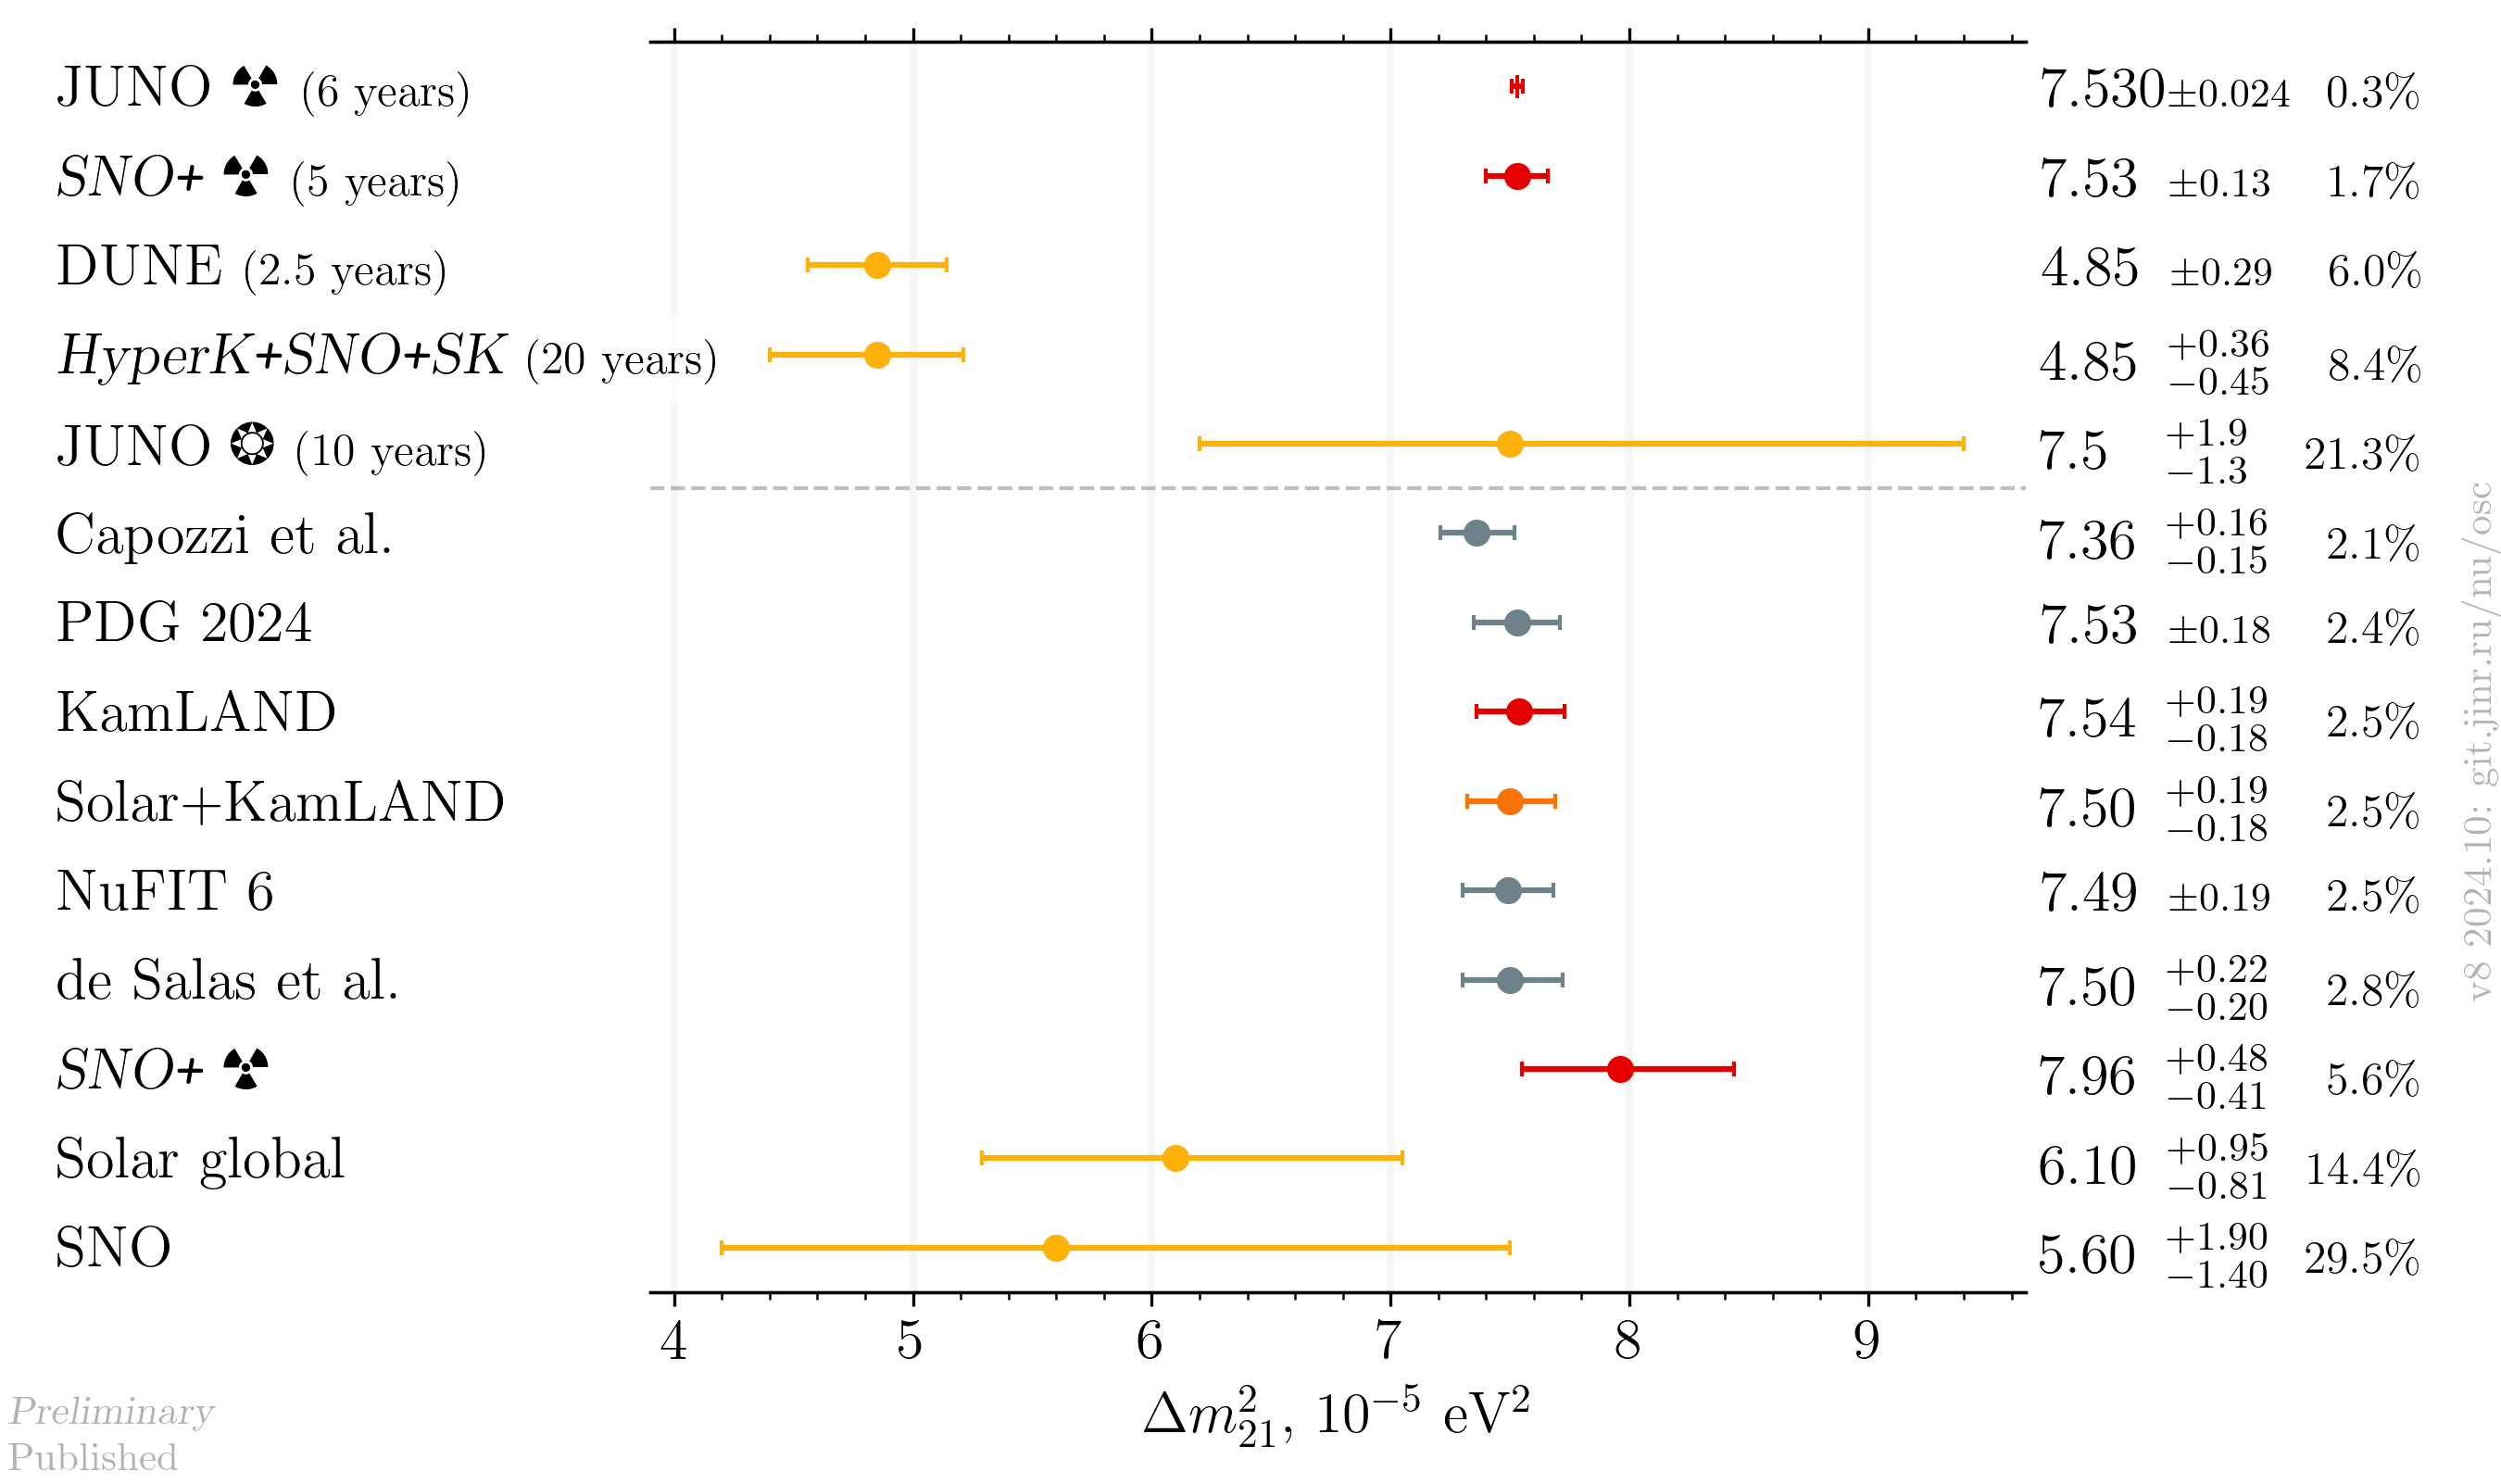 JUNO ☢ (6 years) 7.530±0.024 0.3%
SNO+ ☢ (5 years) 7.53 ±0.13 1.7%
DUNE (2.5 years) 4.85 ±0.29 6.0%
HyperK+SNO+SK (20 years) 4.85 +0.36 −0.45 8.4%
JUNO (10 years) 7.5 +1.9 −1.3 21.3%
Capozzi et al. 7.36 +0.16 −0.15 2.1%
PDG 2024 7.53 ±0.18 2.4%
KamLAND 7.54 +0.19 −0.18 2.5%
Solar+KamLAND 7.50 +0.19 −0.18 2.5%
NuFIT 6 7.49 ±0.19 2.5%
de Salas et al. 7.50 +0.22 −0.20 2.8%
SNO+ ☢ 7.96 +0.48 −0.41 5.6%
Solar global 6.10 +0.95 −0.81 14.4%
SNO 5.60 +1.90 −1.40 29.5%
4 5 6 7 8 9
Δm²₂₁, 10⁻⁵ eV²
Preliminary
Published
v8 2024.10: git.jinr.ru/nu/osc